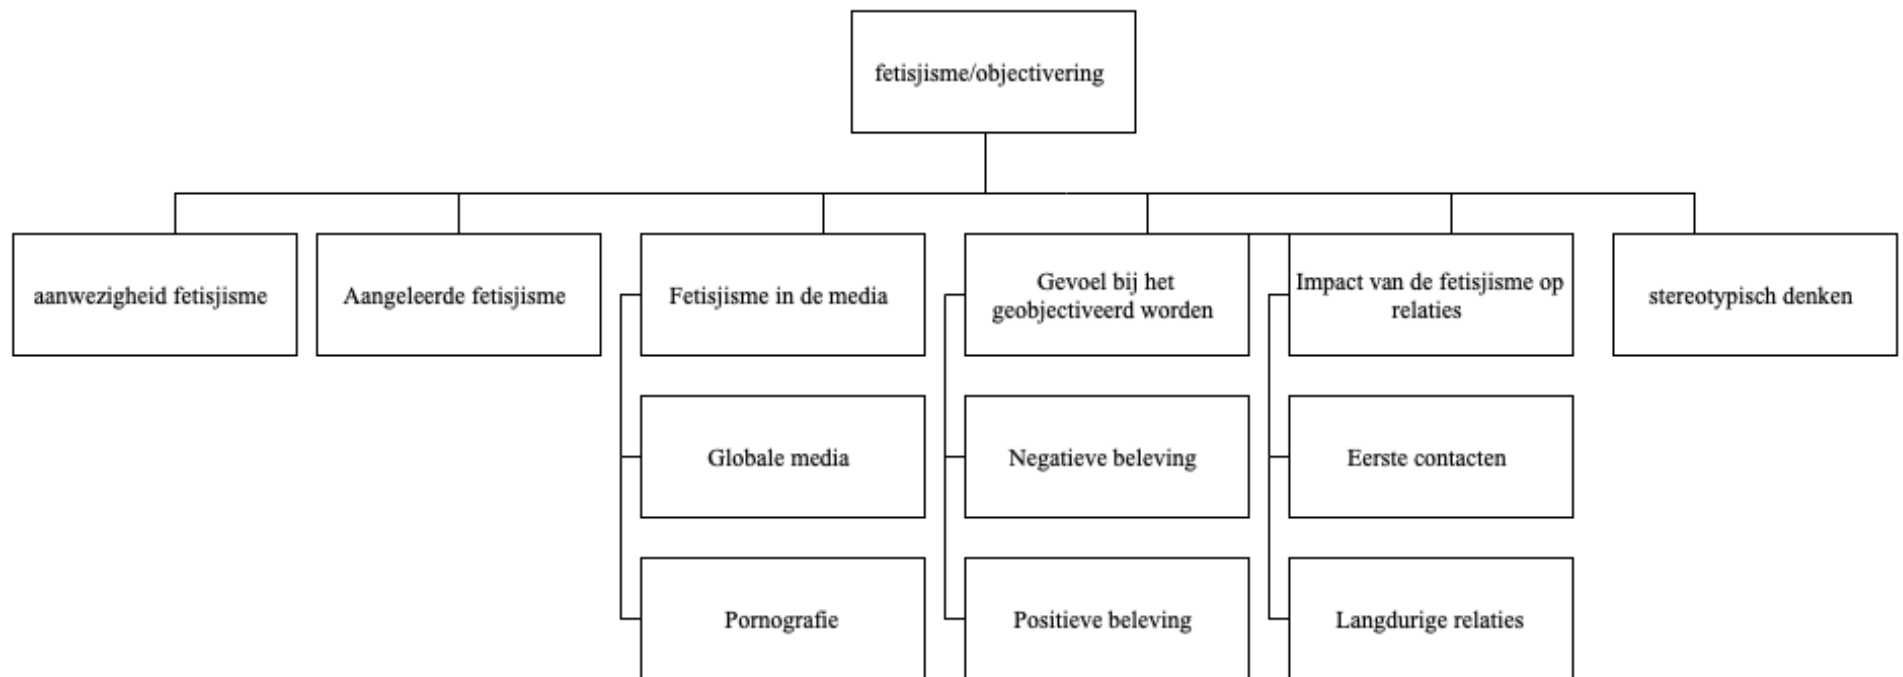 fetisjisme/objectivering
aanwezigheid fetisjisme
Aangeleerde fetisjisme
Fetisjisme in de media
Gevoel bij het
geobjectiveerd worden
Impact van de fetisjisme op
relaties
stereotypisch denken
Globale media
Negatieve beleving
Eerste contacten
Pornografie
Positieve beleving
Langdurige relaties